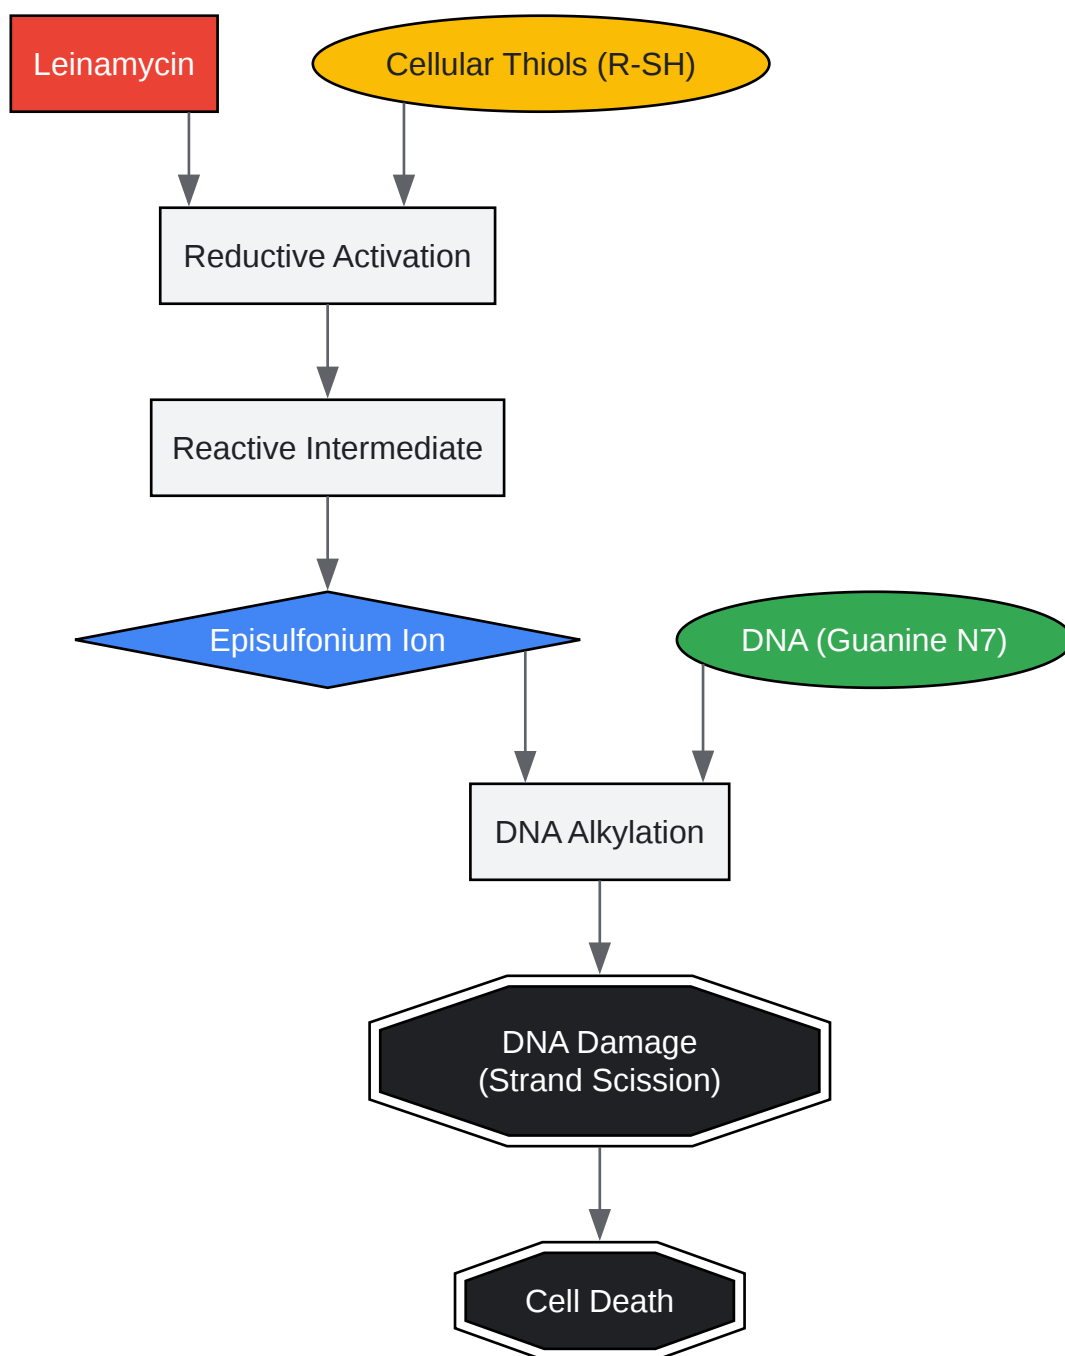 Leinamycin
Cellular Thiols (R-SH)
Reductive Activation
Reactive Intermediate
Episulfonium Ion
DNA (Guanine N7)
DNA Alkylation
DNA Damage
(Strand Scission)
Cell Death